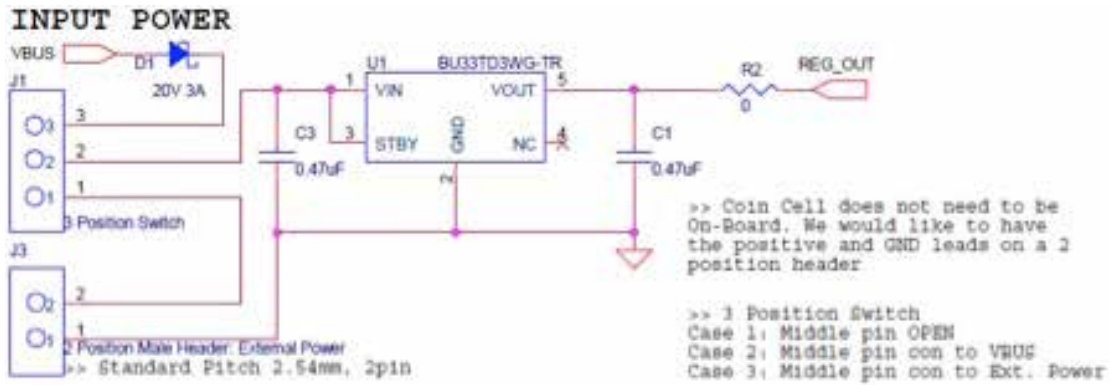 INPUT POWER
VBUS
D1
20V 3A
J1
3
2
1
O3
O2
O1
3 Position Switch
J3
2
1
O2
O1
2 Position Male Header: External Power
>> Standard Pitch 2.54mm, 2pin
U1
BU33TD3WG-TR
1
VIN
VOUT
5
3
STBY
GND
NC
4
2
C3
0.47uF
C1
0.47uF
R2
0
REG_OUT
>> Coin Cell does not need to be
On-Board. We would like to have
the positive and GND leads on a 2
position header
>> 3 Position Switch
Case 1: Middle pin OPEN
Case 2: Middle pin con to VBUS
Case 3: Middle pin con to Ext. Power